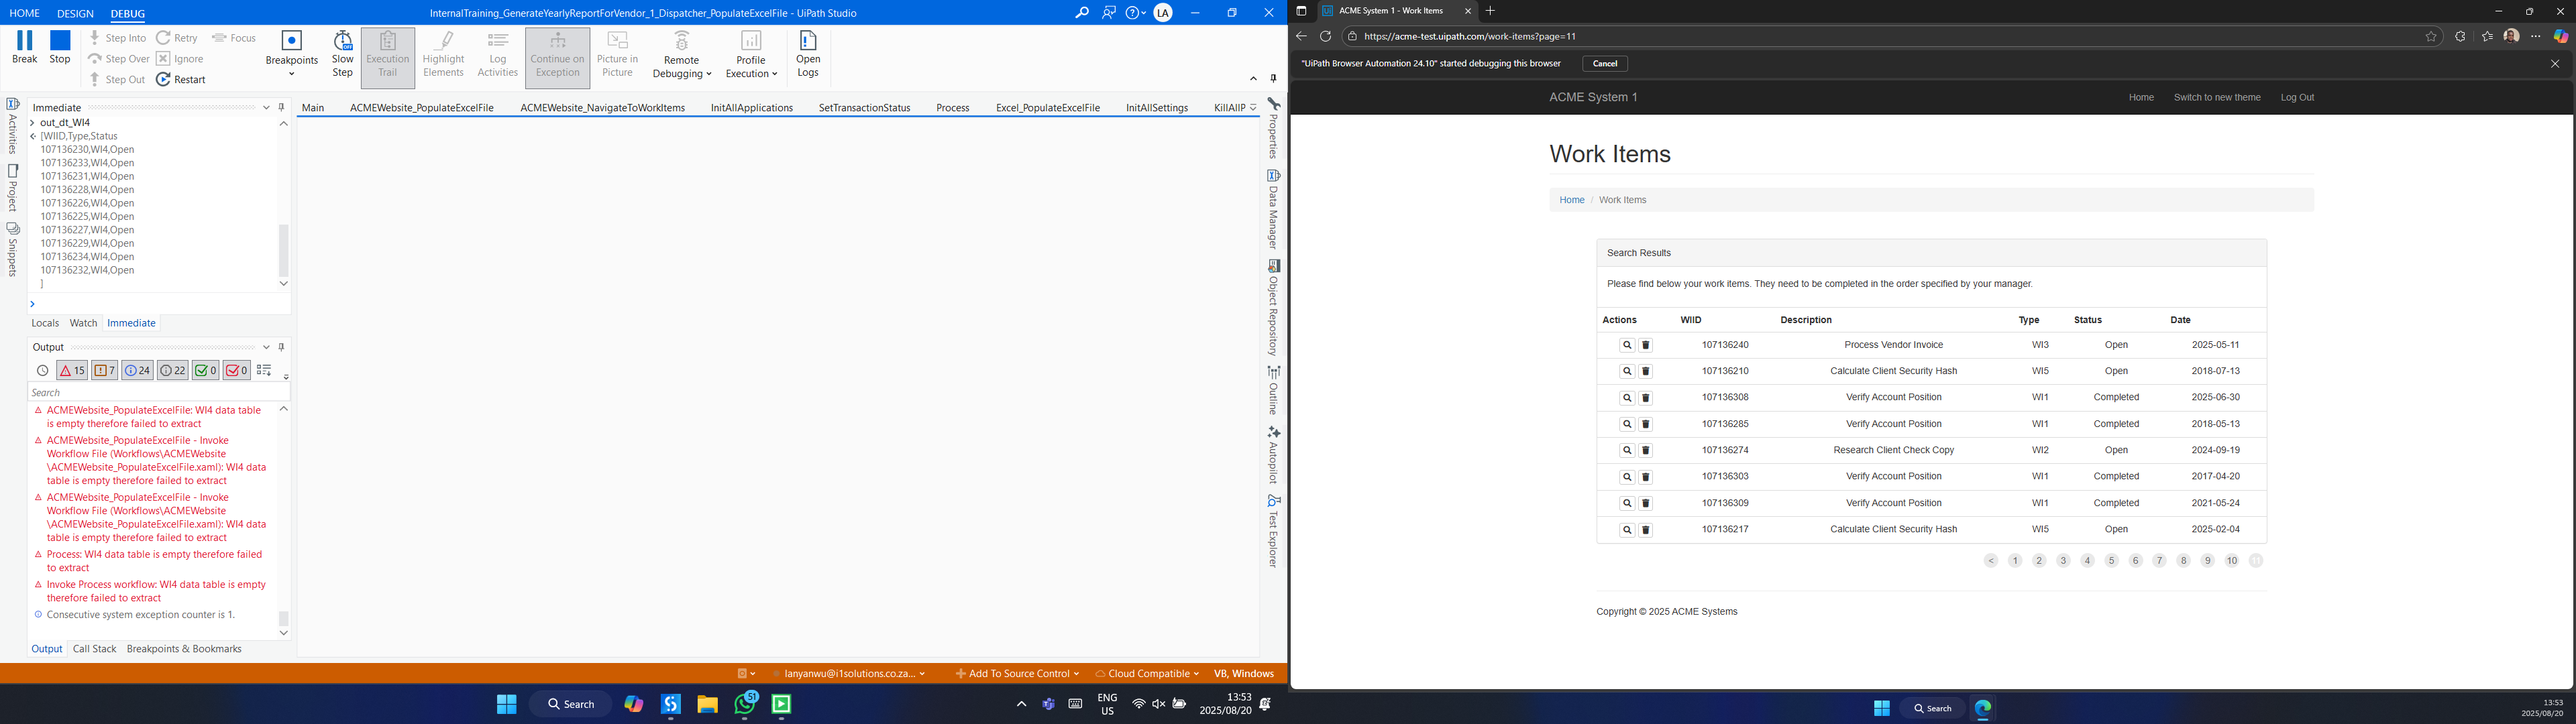 HOME DESIGN DEBUG
InternalTraining_GenerateYearlyReportForVendor_1_Dispatcher_PopulateExcelFile - UiPath Studio
LA
Break Stop
Step Into Retry Focus
Step Over Ignore
Step Out Restart
Breakpoints
Slow Step
Execution Trail
Highlight Elements
Log Activities
Continue on Exception
Picture in Picture
Remote Debugging
Profile Execution
Open Logs
Activities
Project
Snippets
Immediate
out_dt_WI4
[WIID,Type,Status
107136230,WI4,Open
107136233,WI4,Open
107136231,WI4,Open
107136228,WI4,Open
107136226,WI4,Open
107136225,WI4,Open
107136227,WI4,Open
107136229,WI4,Open
107136234,WI4,Open
107136232,WI4,Open
]
Locals Watch Immediate
Main ACMEWebsite_PopulateExcelFile ACMEWebsite_NavigateToWorkItems InitAllApplications SetTransactionStatus Process Excel_PopulateExcelFile InitAllSettings KillAllP
Properties
Data Manager
Object Repository
Outline
Autopilot
Test Explorer
Output
15 7 24 22 0 0
Search
ACMEWebsite_PopulateExcelFile: WI4 data table
is empty therefore failed to extract
ACMEWebsite_PopulateExcelFile - Invoke
Workflow File (Workflows\ACMEWebsite
\ACMEWebsite_PopulateExcelFile.xaml): WI4 data
table is empty therefore failed to extract
ACMEWebsite_PopulateExcelFile - Invoke
Workflow File (Workflows\ACMEWebsite
\ACMEWebsite_PopulateExcelFile.xaml): WI4 data
table is empty therefore failed to extract
Process: WI4 data table is empty therefore failed
to extract
Invoke Process workflow: WI4 data table is empty
therefore failed to extract
Consecutive system exception counter is 1.
Output Call Stack Breakpoints & Bookmarks
lanyanwu@i1solutions.co.za... Add To Source Control Cloud Compatible VB, Windows
Search
51
ENG
US
13:53
2025/08/20
ACME System 1 - Work Items
https://acme-test.uipath.com/work-items?page=11
"UiPath Browser Automation 24.10" started debugging this browser Cancel
ACME System 1 Home Switch to new theme Log Out
Work Items
Home / Work Items
Search Results
Please find below your work items. They need to be completed in the order specified by your manager.
Actions WIID Description Type Status Date
107136240 Process Vendor Invoice WI3 Open 2025-05-11
107136210 Calculate Client Security Hash WI5 Open 2018-07-13
107136308 Verify Account Position WI1 Completed 2025-06-30
107136285 Verify Account Position WI1 Completed 2018-05-13
107136274 Research Client Check Copy WI2 Open 2024-09-19
107136303 Verify Account Position WI1 Completed 2017-04-20
107136309 Verify Account Position WI1 Completed 2021-05-24
107136217 Calculate Client Security Hash WI5 Open 2025-02-04
< 1 2 3 4 5 6 7 8 9 10 11
Copyright © 2025 ACME Systems
Search
13:53
2025/08/20